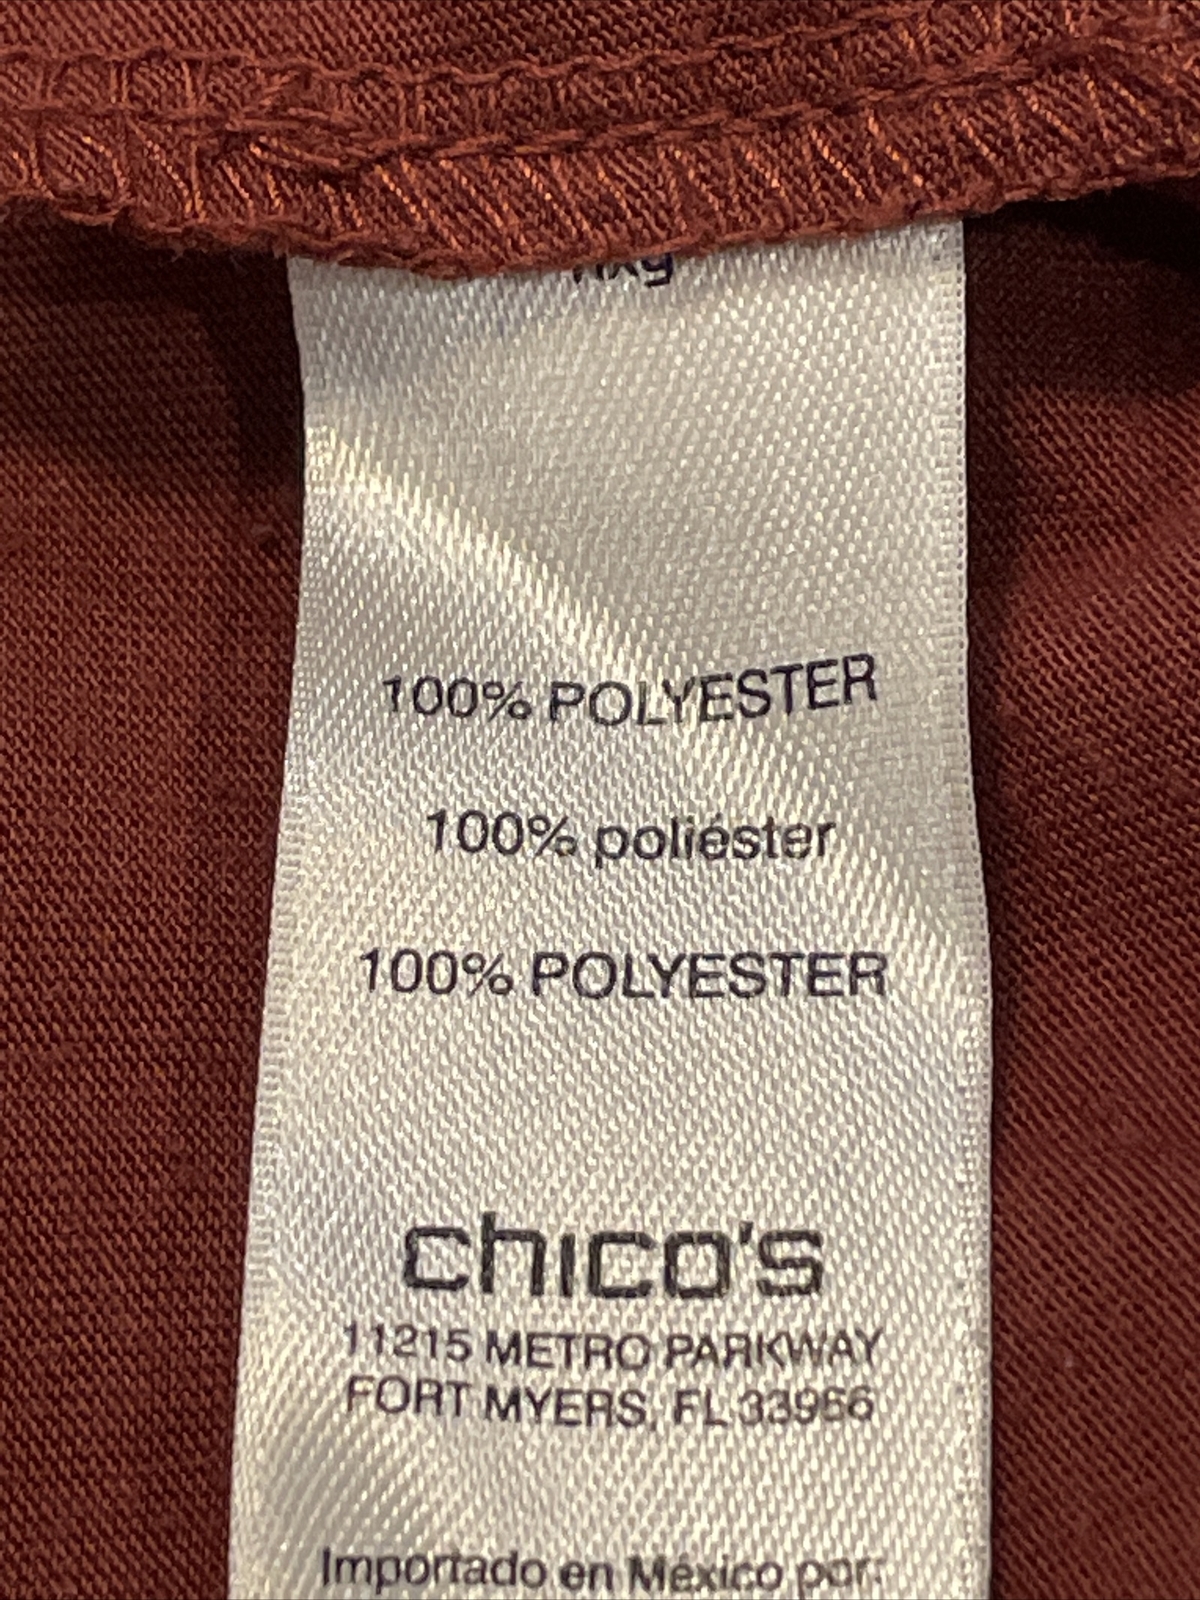 100% POLYESTER
100% poliéster
100% POLYESTER
chico's
11215 METRO PARKWAY
FORT MYERS, FL 33966
Importado en México por: